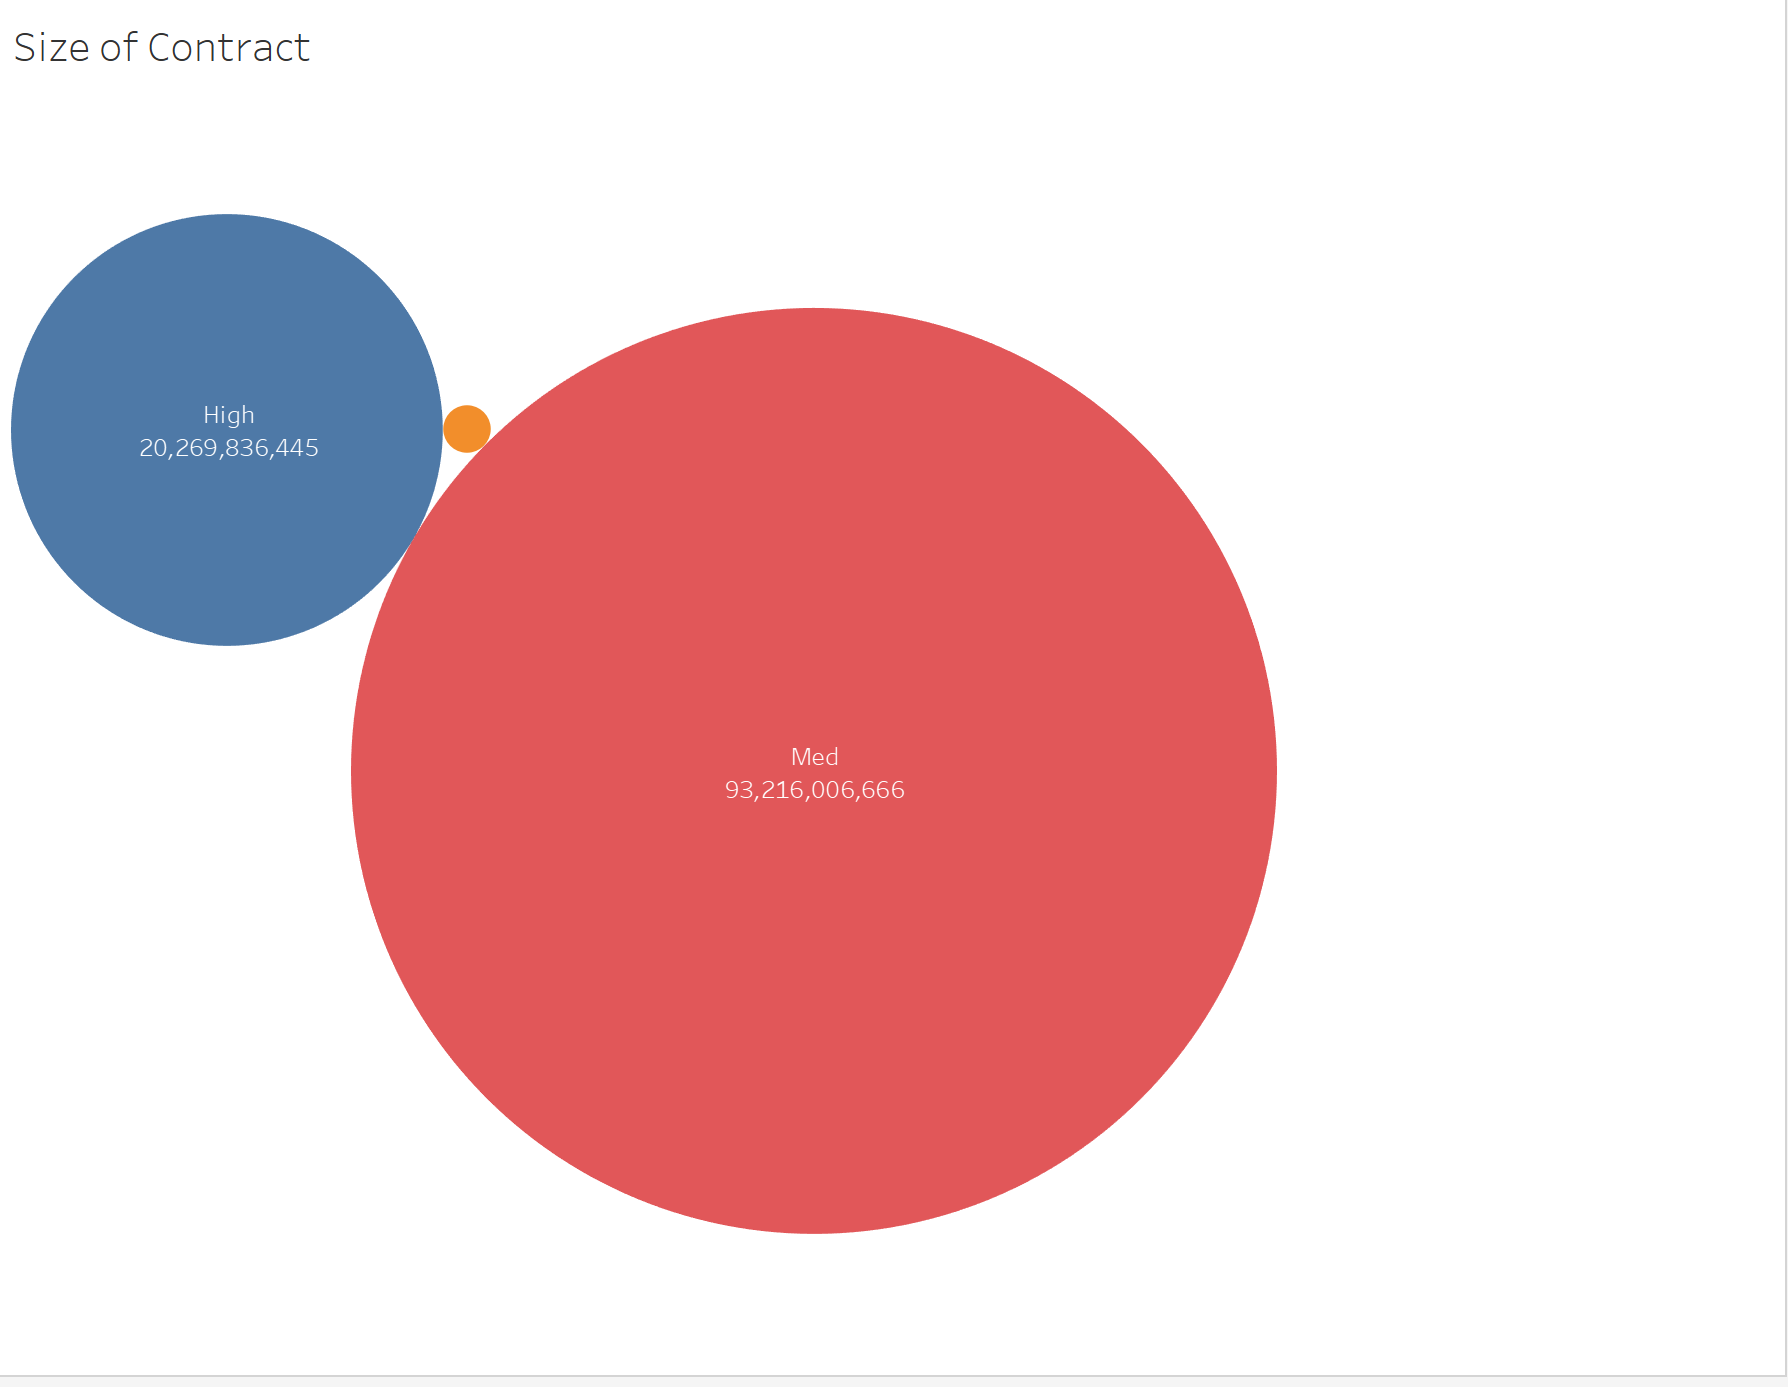 Size of Contract
High
20,269,836,445
Med
93,216,006,666